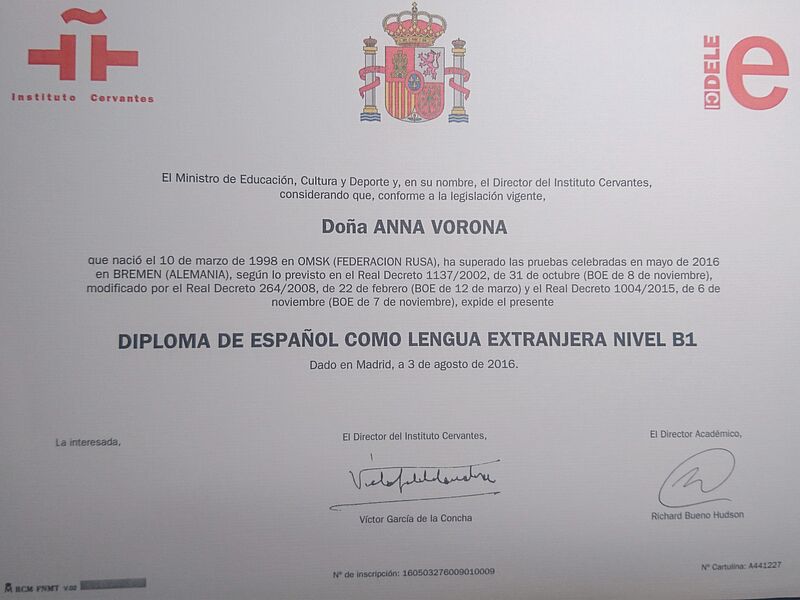 Instituto Cervantes
DELE
e
El Ministro de Educación, Cultura y Deporte y, en su nombre, el Director del Instituto Cervantes,
considerando que, conforme a la legislación vigente,
Doña ANNA VORONA
que nació el 10 de marzo de 1998 en OMSK (FEDERACION RUSA), ha superado las pruebas celebradas en mayo de 2016
en BREMEN (ALEMANIA), según lo previsto en el Real Decreto 1137/2002, de 31 de octubre (BOE de 8 de noviembre),
modificado por el Real Decreto 264/2008, de 22 de febrero (BOE de 12 de marzo) y el Real Decreto 1004/2015, de 6 de
noviembre (BOE de 7 de noviembre), expide el presente
DIPLOMA DE ESPAÑOL COMO LENGUA EXTRANJERA NIVEL B1
Dado en Madrid, a 3 de agosto de 2016.
La interesada,
El Director del Instituto Cervantes,
El Director Académico,
Víctor García de la Concha
Richard Bueno Hudson
Nº de inscripción: 160503276009010009
Nº Cartulina: A441227
RCM FNMT V.02